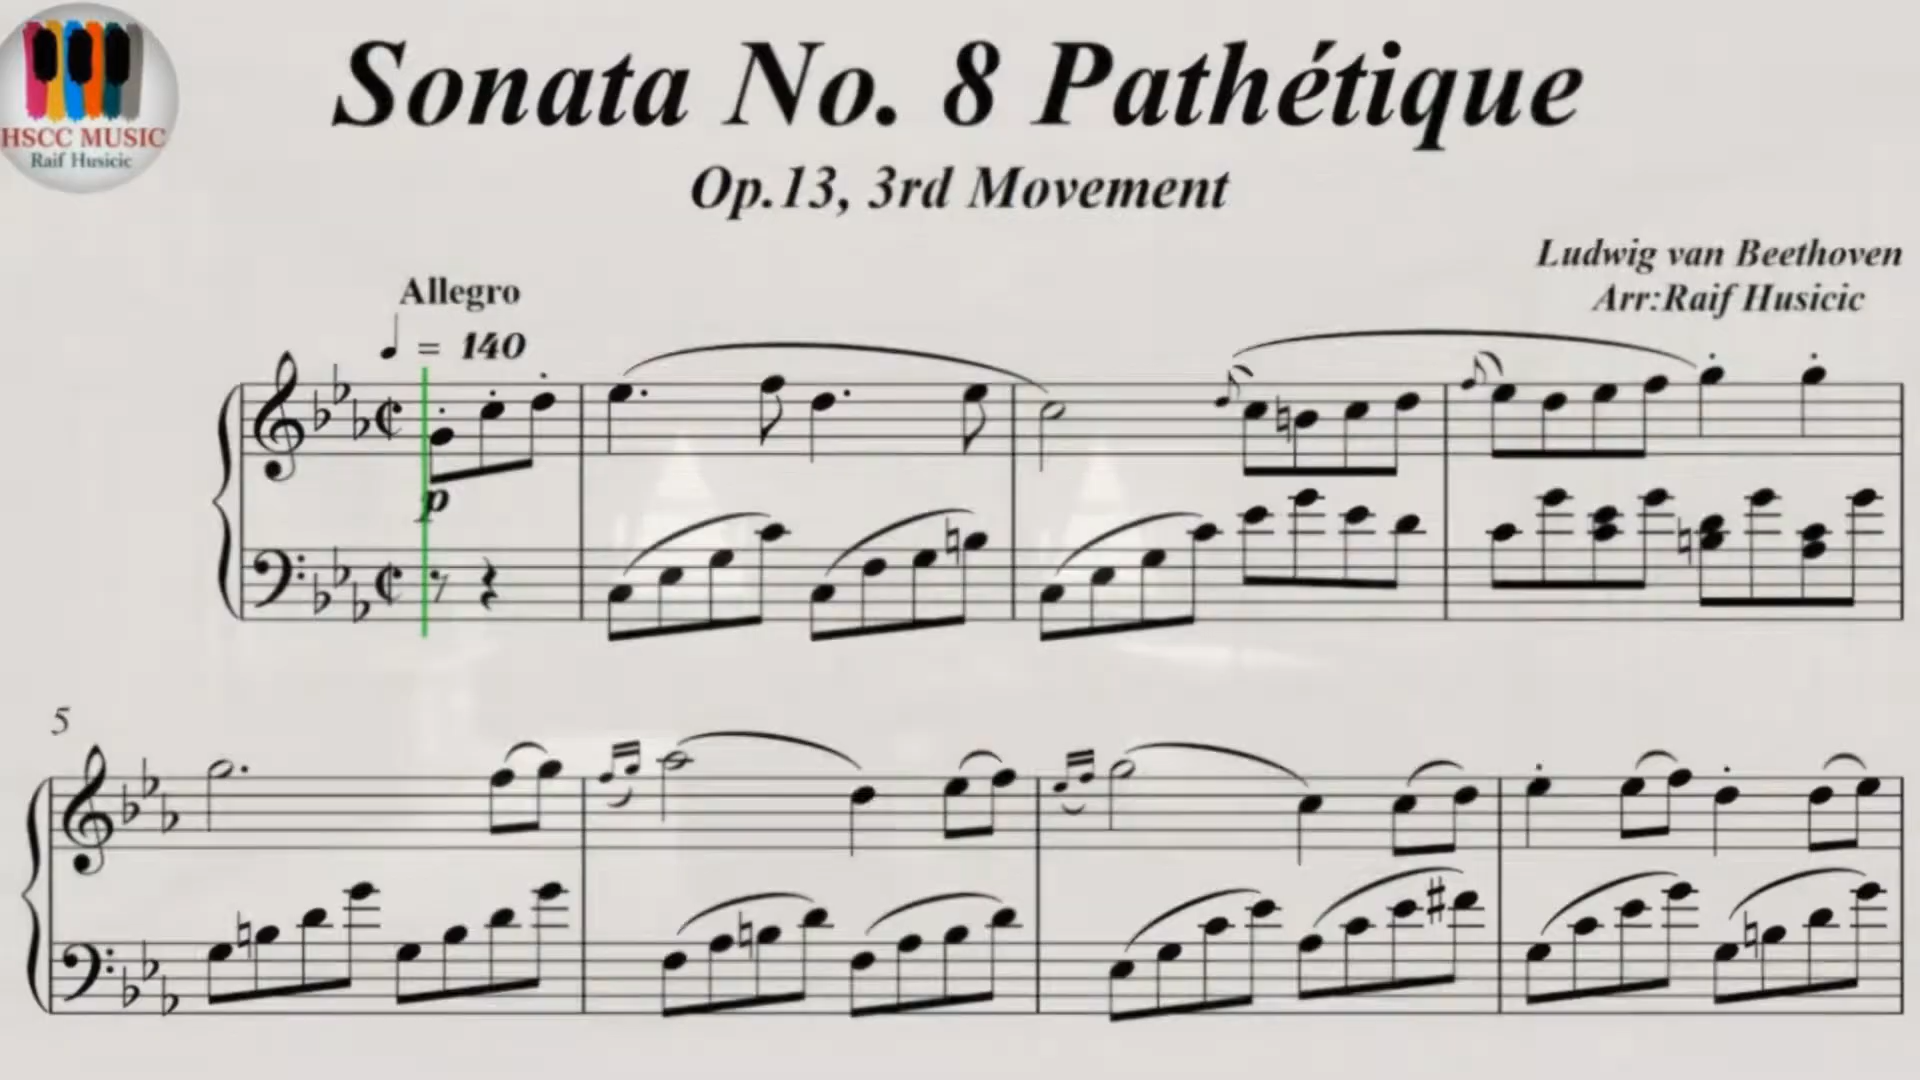 HSCC MUSIC
Raif Husicic
Sonata No. 8 Pathétique
Op.13, 3rd Movement
Ludwig van Beethoven
Arr:Raif Husicic
Allegro
♩ = 140
p
5